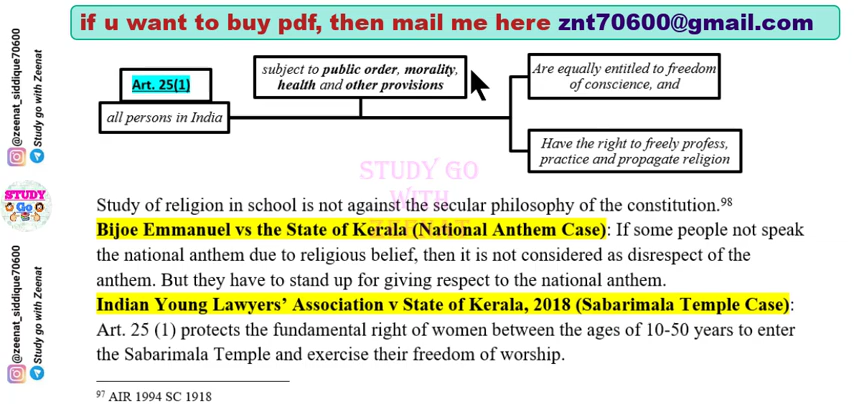 if u want to buy pdf, then mail me here znt70600@gmail.com
Art. 25(1)
all persons in India
subject to public order, morality,
health and other provisions
Are equally entitled to freedom
of conscience, and
Have the right to freely profess,
practice and propagate religion
STUDY GO
WITH
ZEENAT
Study of religion in school is not against the secular philosophy of the constitution.98
Bijoe Emmanuel vs the State of Kerala (National Anthem Case): If some people not speak
the national anthem due to religious belief, then it is not considered as disrespect of the
anthem. But they have to stand up for giving respect to the national anthem.
Indian Young Lawyers’ Association v State of Kerala, 2018 (Sabarimala Temple Case):
Art. 25 (1) protects the fundamental right of women between the ages of 10-50 years to enter
the Sabarimala Temple and exercise their freedom of worship.
97 AIR 1994 SC 1918
@zeenat_siddique70600
Study go with Zeenat
STUDY
Go
@zeenat_siddique70600
Study go with Zeenat